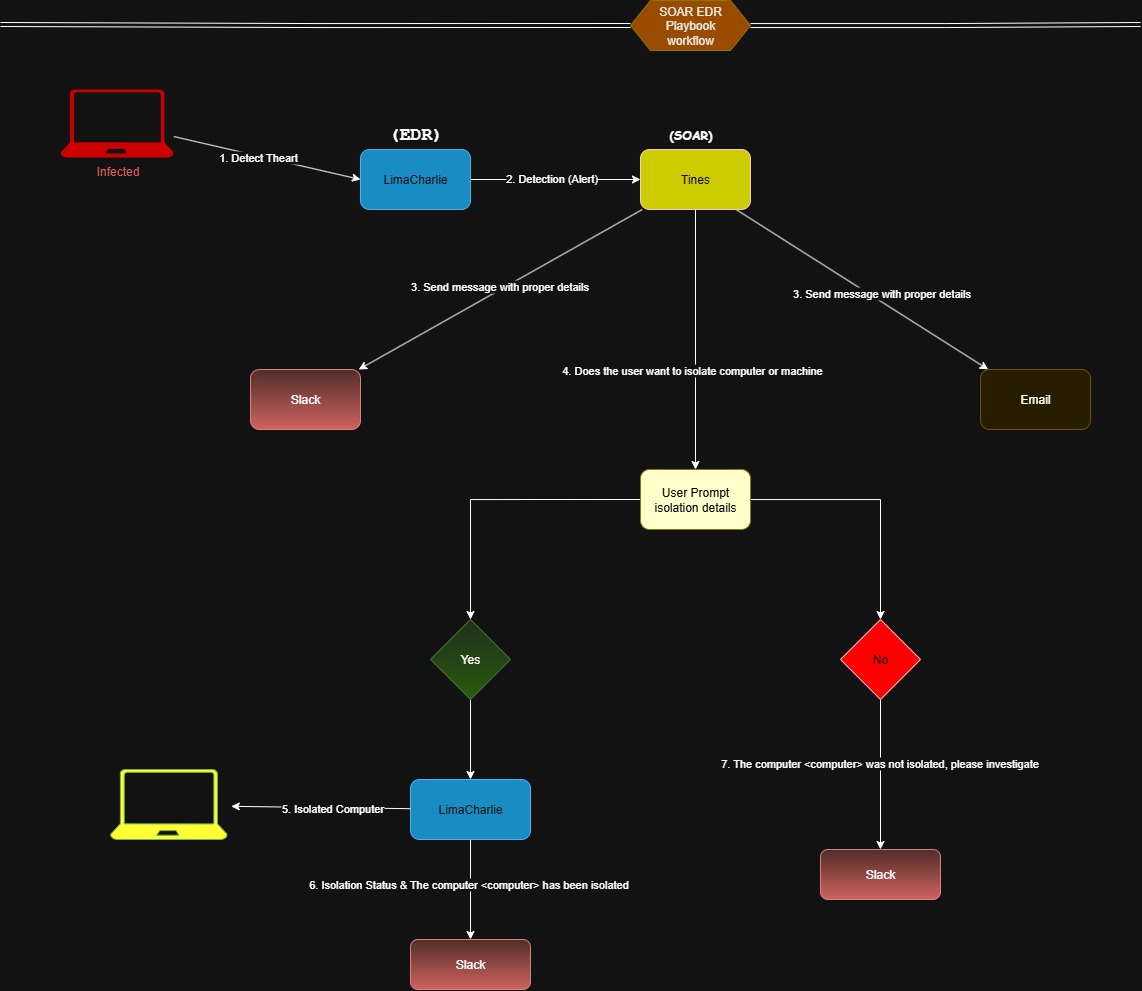 SOAR EDR
Playbook
workflow
(EDR)
(SOAR)
1. Detect Theart
LimaCharlie
2. Detection (Alert)
Tines
Infected
3. Send message with proper details
3. Send message with proper details
4. Does the user want to isolate computer or machine
Slack
Email
User Prompt
isolation details
Yes
No
7. The computer <computer> was not isolated, please investigate
5. Isolated Computer
LimaCharlie
Slack
6. Isolation Status & The computer <computer> has been isolated
Slack